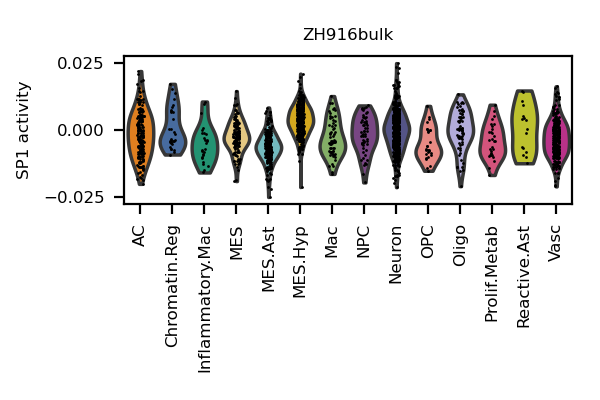 ZH916bulk
SP1 activity
0.025
0.000
−0.025
AC
Chromatin.Reg
Inflammatory.Mac
MES
MES.Ast
MES.Hyp
Mac
NPC
Neuron
OPC
Oligo
Prolif.Metab
Reactive.Ast
Vasc